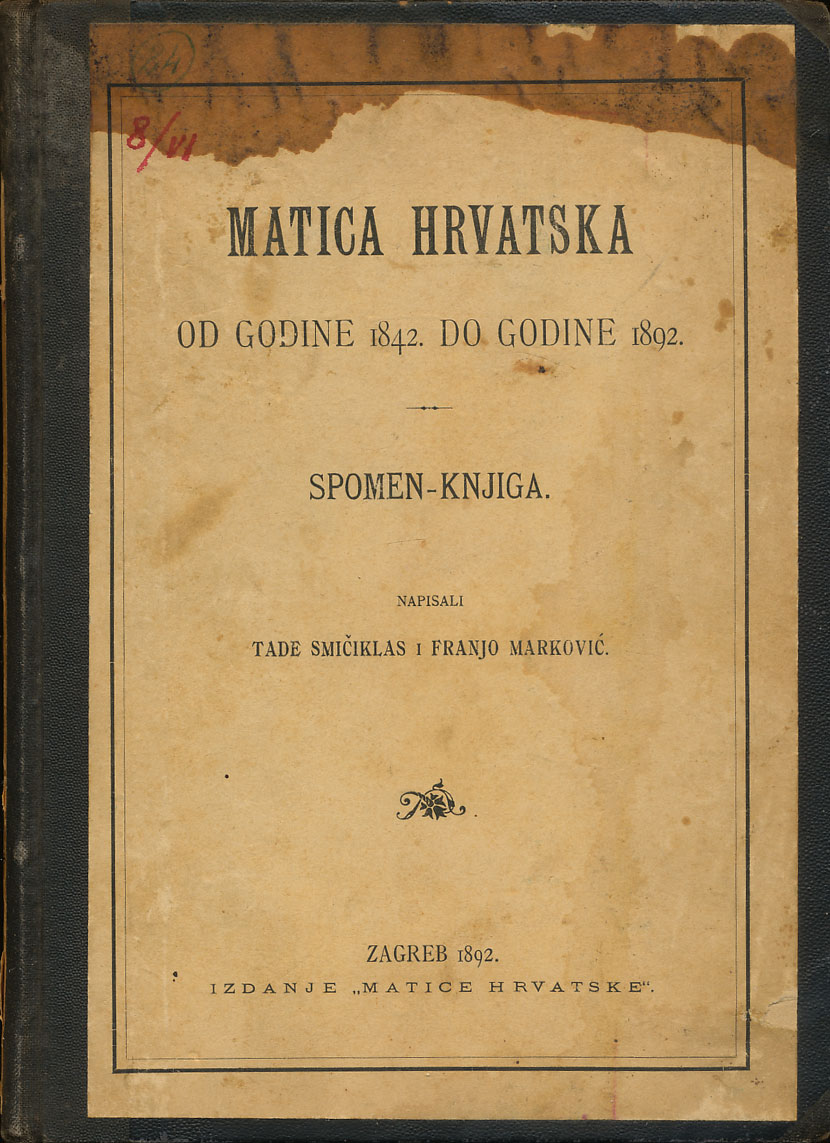 24
8/VI
MATICA HRVATSKA
OD GODINE 1842. DO GODINE 1892.
SPOMEN-KNJIGA.
NAPISALI
TADE SMIČIKLAS I FRANJO MARKOVIĆ.
ZAGREB 1892.
IZDANJE „MATICE HRVATSKE“.